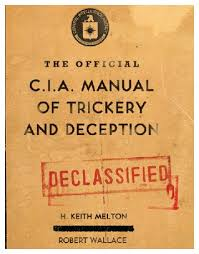 THE OFFICIAL
C.I.A. MANUAL
OF TRICKERY
AND DECEPTION
DECLASSIFIED
H. KEITH MELTON
ROBERT WALLACE